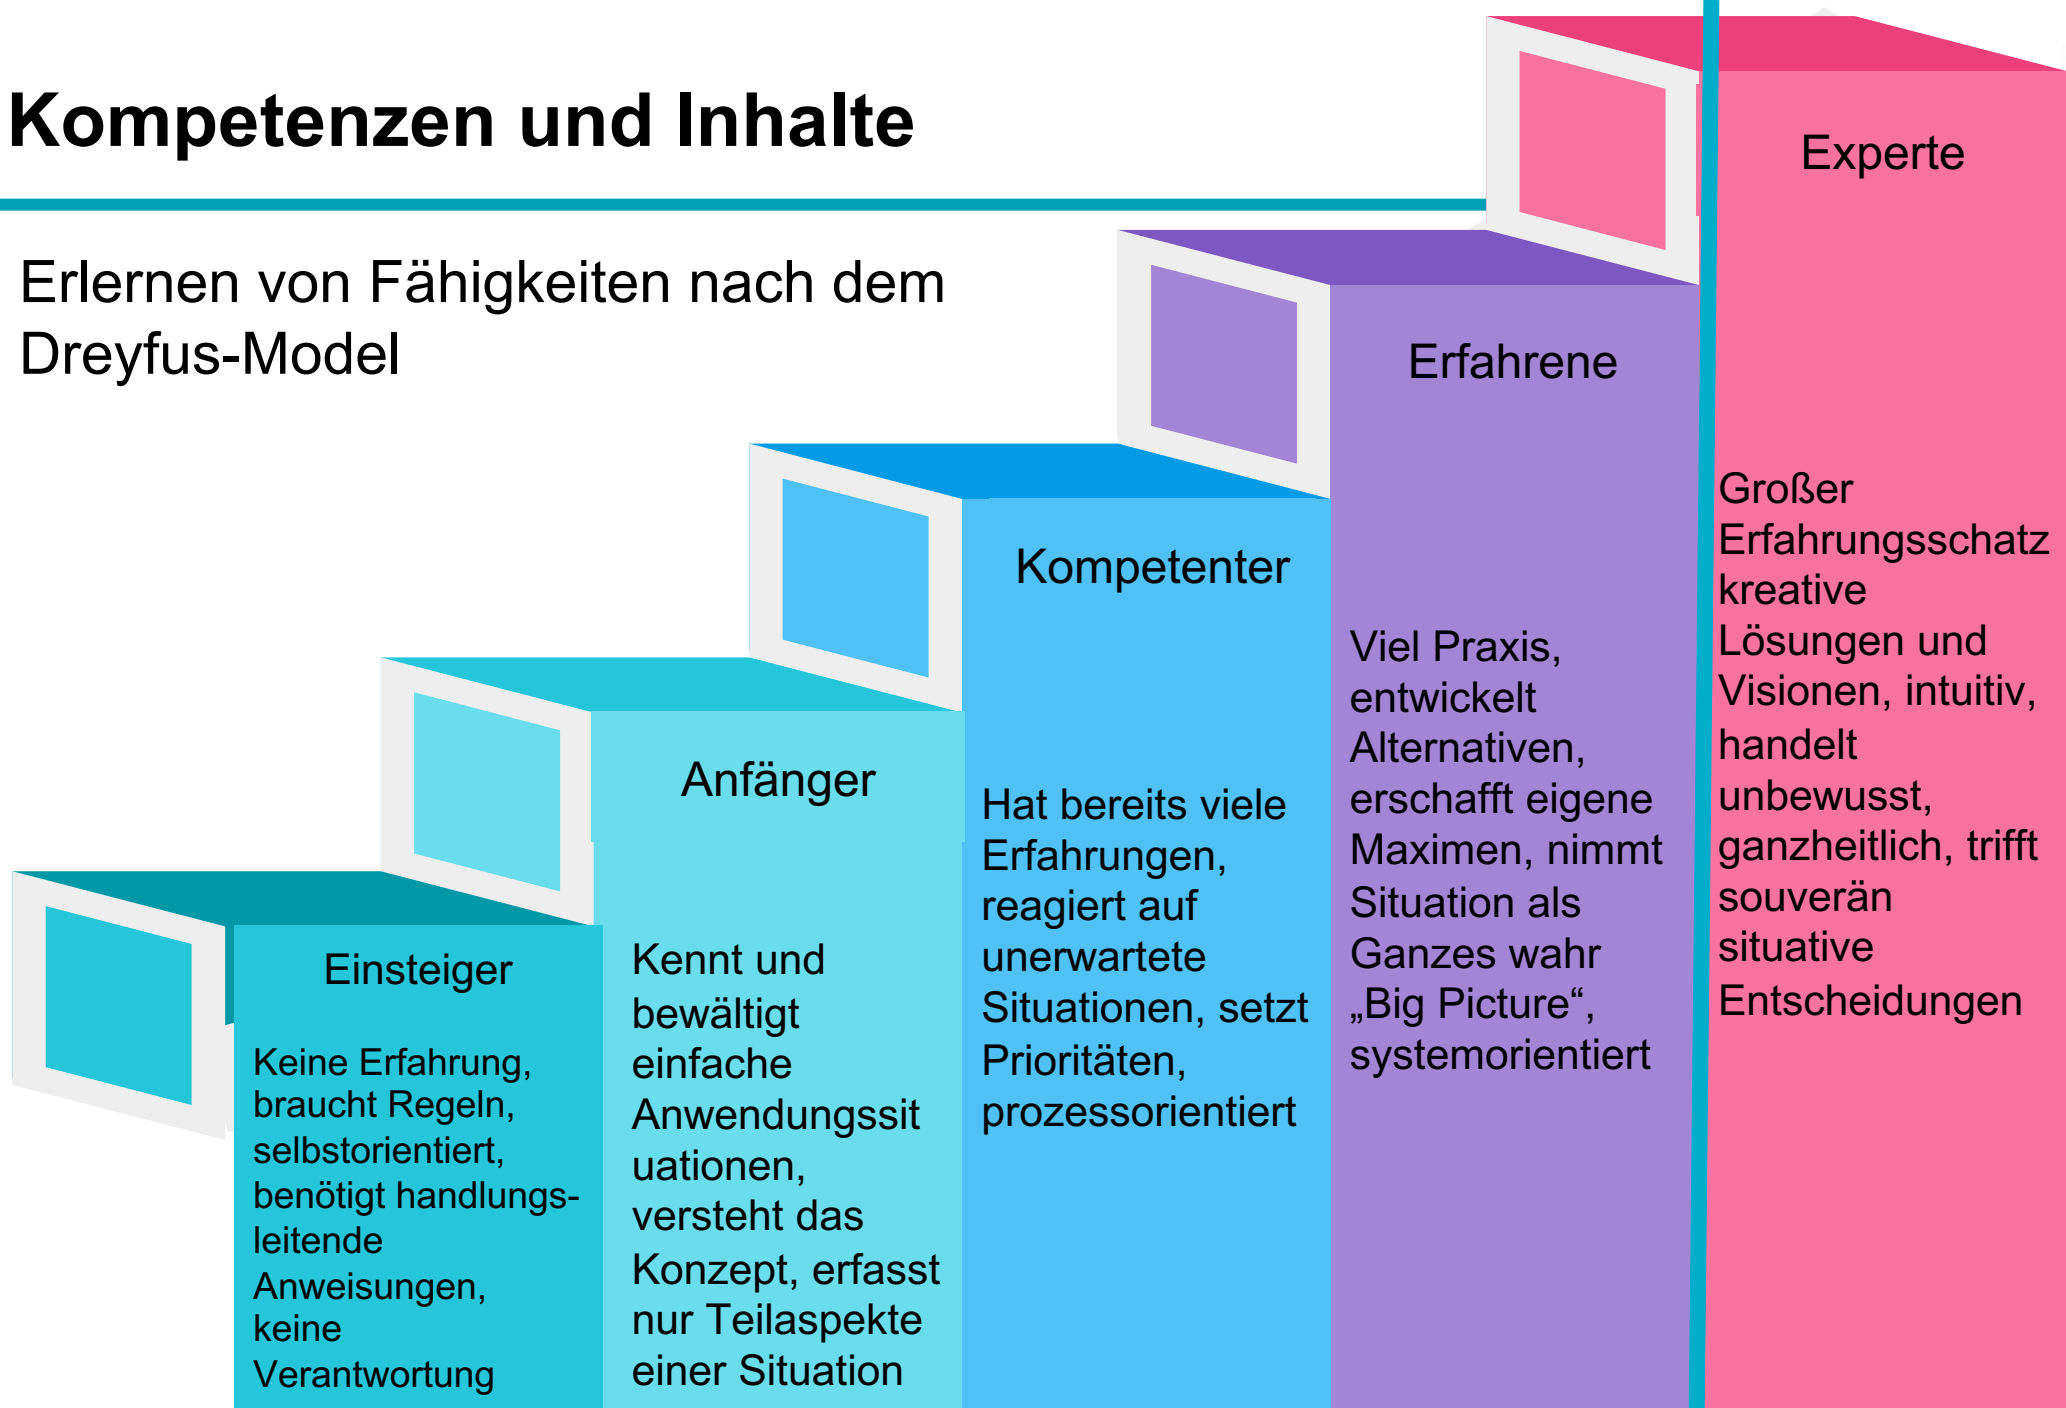 Kompetenzen und Inhalte
Erlernen von Fähigkeiten nach dem
Dreyfus-Model
Einsteiger
Keine Erfahrung,
braucht Regeln,
selbstorientiert,
benötigt handlungs-
leitende
Anweisungen,
keine
Verantwortung
Anfänger
Kennt und
bewältigt
einfache
Anwendungssit
uationen,
versteht das
Konzept, erfasst
nur Teilaspekte
einer Situation
Kompetenter
Hat bereits viele
Erfahrungen,
reagiert auf
unerwartete
Situationen, setzt
Prioritäten,
prozessorientiert
Erfahrene
Viel Praxis,
entwickelt
Alternativen,
erschafft eigene
Maximen, nimmt
Situation als
Ganzes wahr
„Big Picture“,
systemorientiert
Experte
Großer
Erfahrungsschatz
kreative
Lösungen und
Visionen, intuitiv,
handelt
unbewusst,
ganzheitlich, trifft
souverän
situative
Entscheidungen